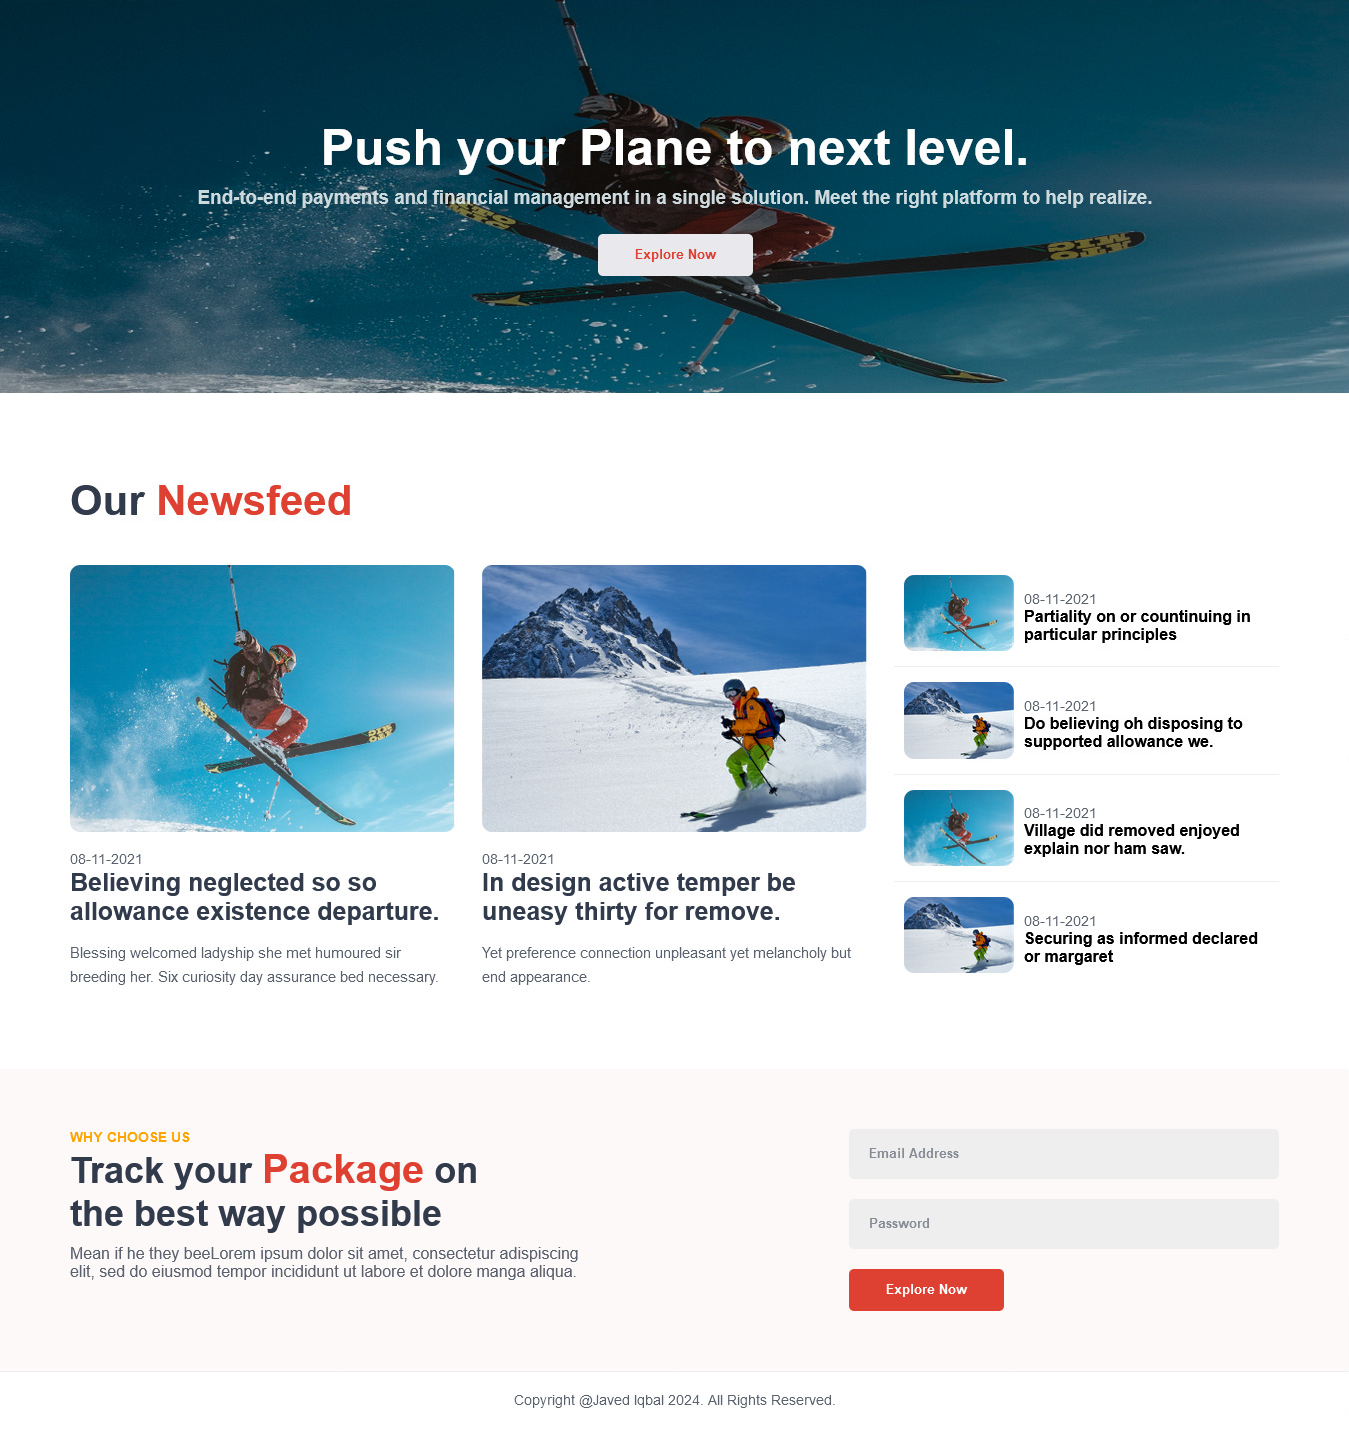 Push your Plane to next level.
End-to-end payments and financial management in a single solution. Meet the right platform to help realize.
Explore Now
Our Newsfeed
08-11-2021
Believing neglected so so
allowance existence departure.
Blessing welcomed ladyship she met humoured sir
breeding her. Six curiosity day assurance bed necessary.
08-11-2021
In design active temper be
uneasy thirty for remove.
Yet preference connection unpleasant yet melancholy but
end appearance.
08-11-2021
Partiality on or countinuing in
particular principles
08-11-2021
Do believing oh disposing to
supported allowance we.
08-11-2021
Village did removed enjoyed
explain nor ham saw.
08-11-2021
Securing as informed declared
or margaret
WHY CHOOSE US
Track your Package on
the best way possible
Mean if he they beeLorem ipsum dolor sit amet, consectetur adispiscing
elit, sed do eiusmod tempor incididunt ut labore et dolore manga aliqua.
Email Address
Password
Explore Now
Copyright @Javed Iqbal 2024. All Rights Reserved.